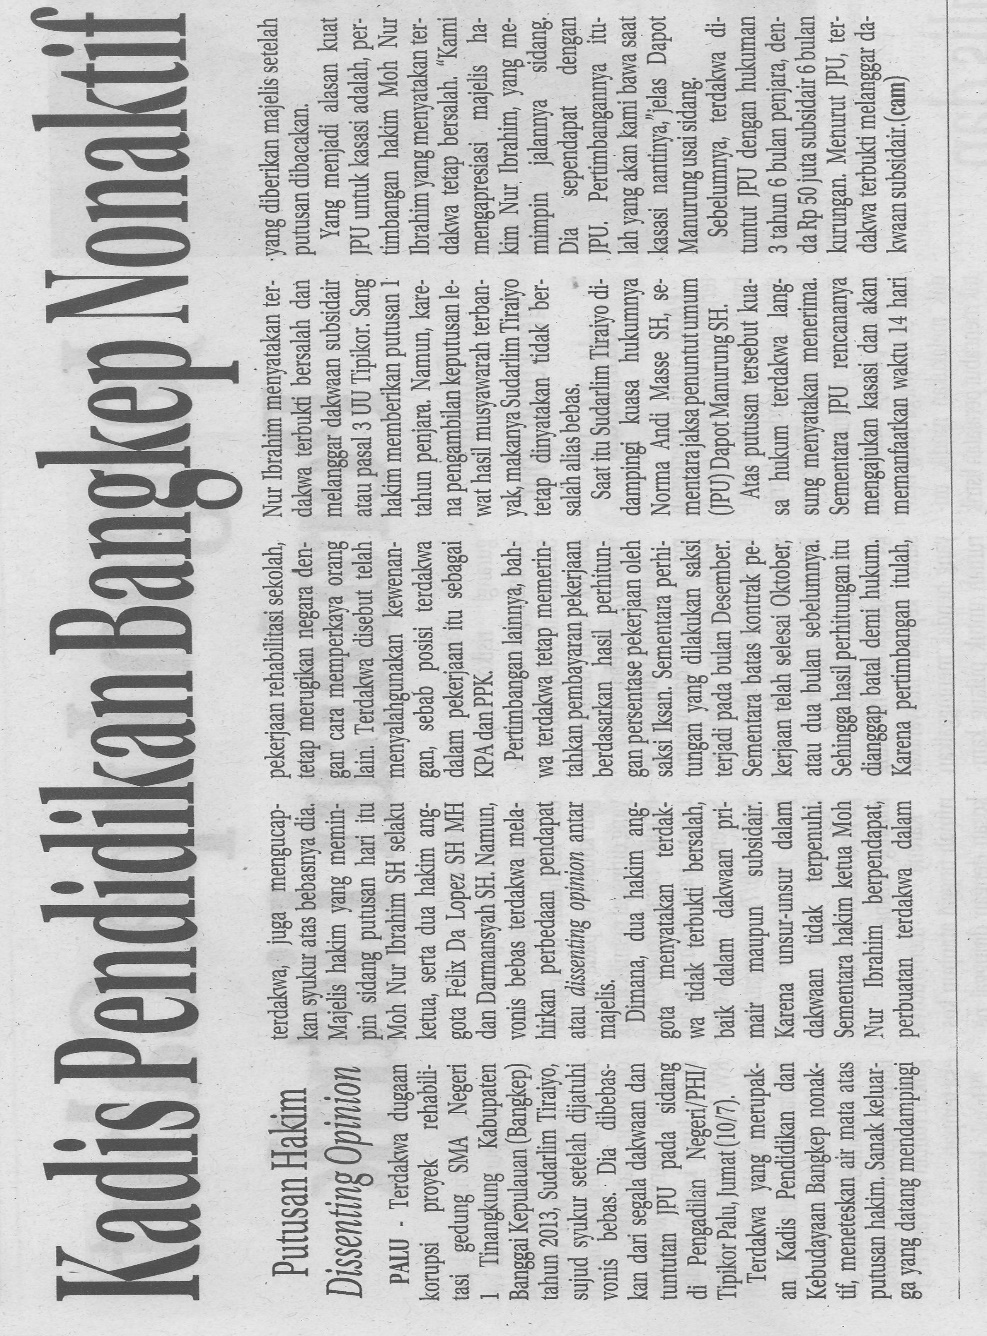 Kadis Pendidikan Bangkep Nonaktif
Putusan Hakim
Dissenting Opinion
PALU - Terdakwa dugaan
korupsi proyek rehabili-
tasi gedung SMA Negeri
1 Tinangkung Kabupaten
Banggai Kepulauan (Bangkep)
tahun 2013, Sudarlim Tiraiyo,
sujud syukur setelah dijatuhi
vonis bebas. Dia dibebas-
kan dari segala dakwaan dan
tuntutan JPU pada sidang
di Pengadilan Negeri/PHI/
Tipikor Palu, Jumat (10/7).
Terdakwa yang merupak-
an Kadis Pendidikan dan
Kebudayaan Bangkep nonak-
tif, meneteskan air mata atas
putusan hakim. Sanak keluar-
ga yang datang mendampingi
terdakwa, juga mengucap-
kan syukur atas bebasnya dia.
Majelis hakim yang memim-
pin sidang putusan hari itu
Moh Nur Ibrahim SH selaku
ketua, serta dua hakim ang-
gota Felix Da Lopez SH MH
dan Darmansyah SH. Namun,
vonis bebas terdakwa mela-
hirkan perbedaan pendapat
atau dissenting opinion antar
majelis.
Dimana, dua hakim ang-
gota menyatakan terdak-
wa tidak terbukti bersalah,
baik dalam dakwaan pri-
mair maupun subsidair.
Karena unsur-unsur dalam
dakwaan tidak terpenuhi.
Sementara hakim ketua Moh
Nur Ibrahim berpendapat,
perbuatan terdakwa dalam
pekerjaan rehabilitasi sekolah,
tetap merugikan negara den-
gan cara memperkaya orang
lain. Terdakwa disebut telah
menyalahgunakan kewenan-
gan, sebab posisi terdakwa
dalam pekerjaan itu sebagai
KPA dan PPK.
Pertimbangan lainnya, bah-
wa terdakwa tetap memerin-
tahkan pembayaran pekerjaan
berdasarkan hasil perhitun-
gan persentase pekerjaan oleh
saksi Iksan. Sementara perhi-
tungan yang dilakukan saksi
terjadi pada bulan Desember.
Sementara batas kontrak pe-
kerjaan telah selesai Oktober,
atau dua bulan sebelumnya.
Sehingga hasil perhitungan itu
dianggap batal demi hukum.
Karena pertimbangan itulah,
Nur Ibrahim menyatakan ter-
dakwa terbukti bersalah dan
melanggar dakwaan subsidair
atau pasal 3 UU Tipikor. Sang
hakim memberikan putusan 1
tahun penjara. Namun, kare-
na pengambilan keputusan le-
wat hasil musyawarah terban-
yak, makanya Sudarlim Tiraiyo
tetap dinyatakan tidak ber-
salah alias bebas.
Saat itu Sudarlim Tiraiyo di-
dampingi kuasa hukumnya
Norma Andi Masse SH, se-
mentara jaksa penuntut umum
(JPU) Dapot Manurung SH.
Atas putusan tersebut kua-
sa hukum terdakwa lang-
sung menyatakan menerima.
Sementara JPU rencananya
mengajukan kasasi dan akan
memanfaatkan waktu 14 hari
yang diberikan majelis setelah
putusan dibacakan.
Yang menjadi alasan kuat
JPU untuk kasasi adalah, per-
timbangan hakim Moh Nur
Ibrahim yang menyatakan ter-
dakwa tetap bersalah. “Kami
mengapresiasi majelis ha-
kim Nur Ibrahim, yang me-
mimpin jalannya sidang.
Dia sependapat dengan
JPU. Pertimbangannya itu-
lah yang akan kami bawa saat
kasasi nantinya,”jelas Dapot
Manurung usai sidang.
Sebelumnya, terdakwa di-
tuntut JPU dengan hukuman
3 tahun 6 bulan penjara, den-
da Rp 50 juta subsidair 6 bulan
kurungan. Menurut JPU, ter-
dakwa terbukti melanggar da-
kwaan subsidair.(cam)